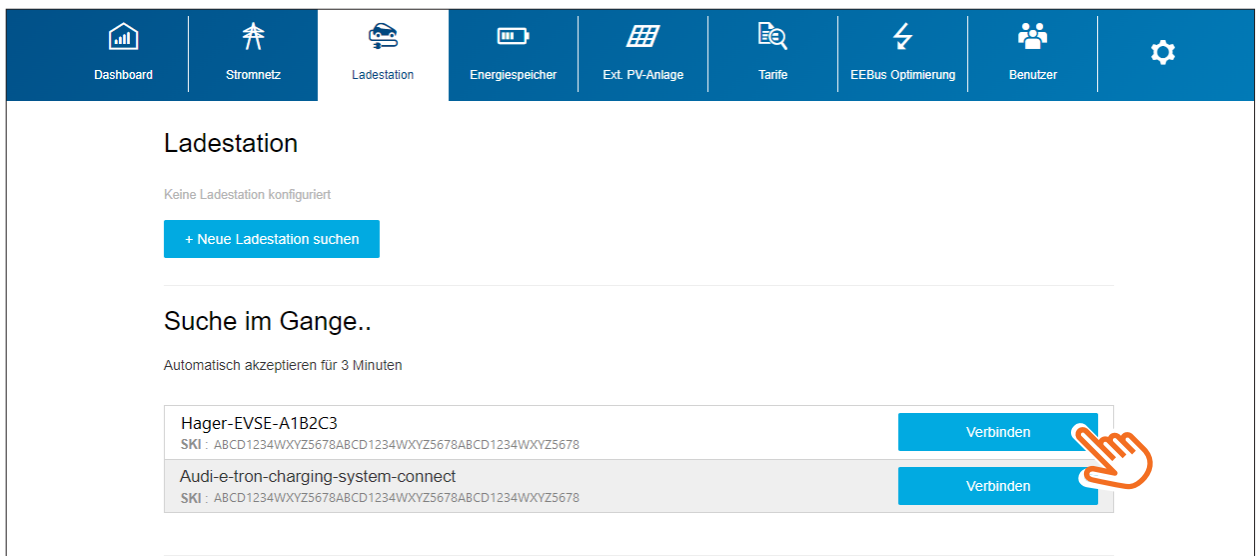 Dashboard
Stromnetz
Ladestation
Energiespeicher
Ext. PV-Anlage
Tarife
EEBus Optimierung
Benutzer
Ladestation
Keine Ladestation konfiguriert
+ Neue Ladestation suchen
Suche im Gange..
Automatisch akzeptieren für 3 Minuten
Hager-EVSE-A1B2C3
SKI : ABCD1234WXYZ5678ABCD1234WXYZ5678ABCD1234WXYZ5678
Verbinden
Audi-e-tron-charging-system-connect
SKI : ABCD1234WXYZ5678ABCD1234WXYZ5678ABCD1234WXYZ5678
Verbinden